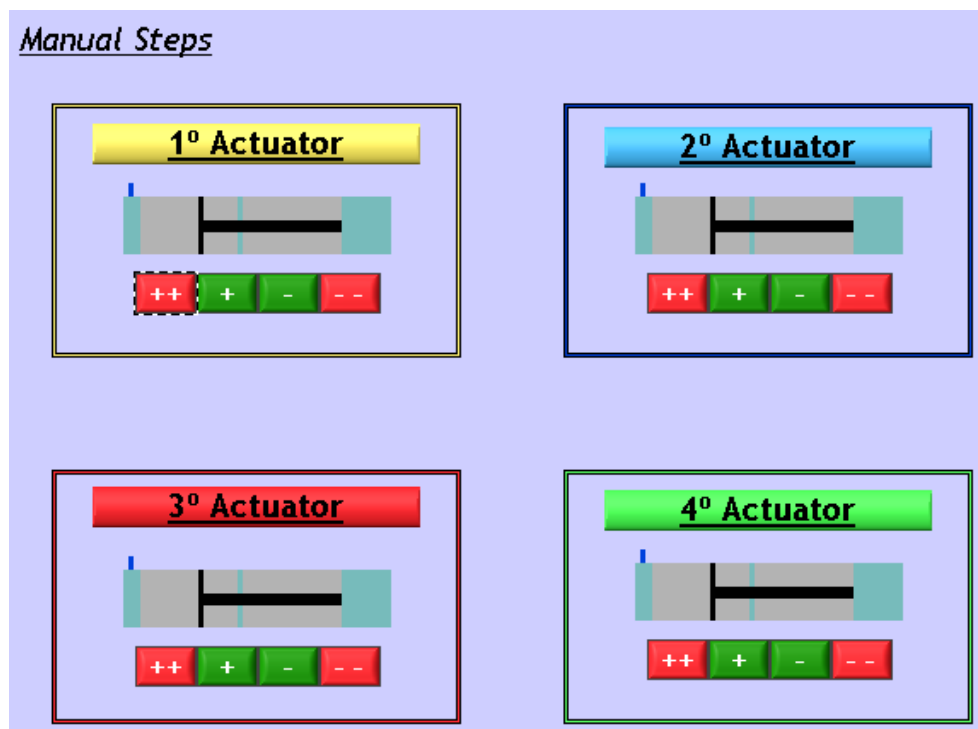 Manual Steps
1º Actuator
++ + - - -
2º Actuator
++ + - - -
3º Actuator
++ + - - -
4º Actuator
++ + - - -